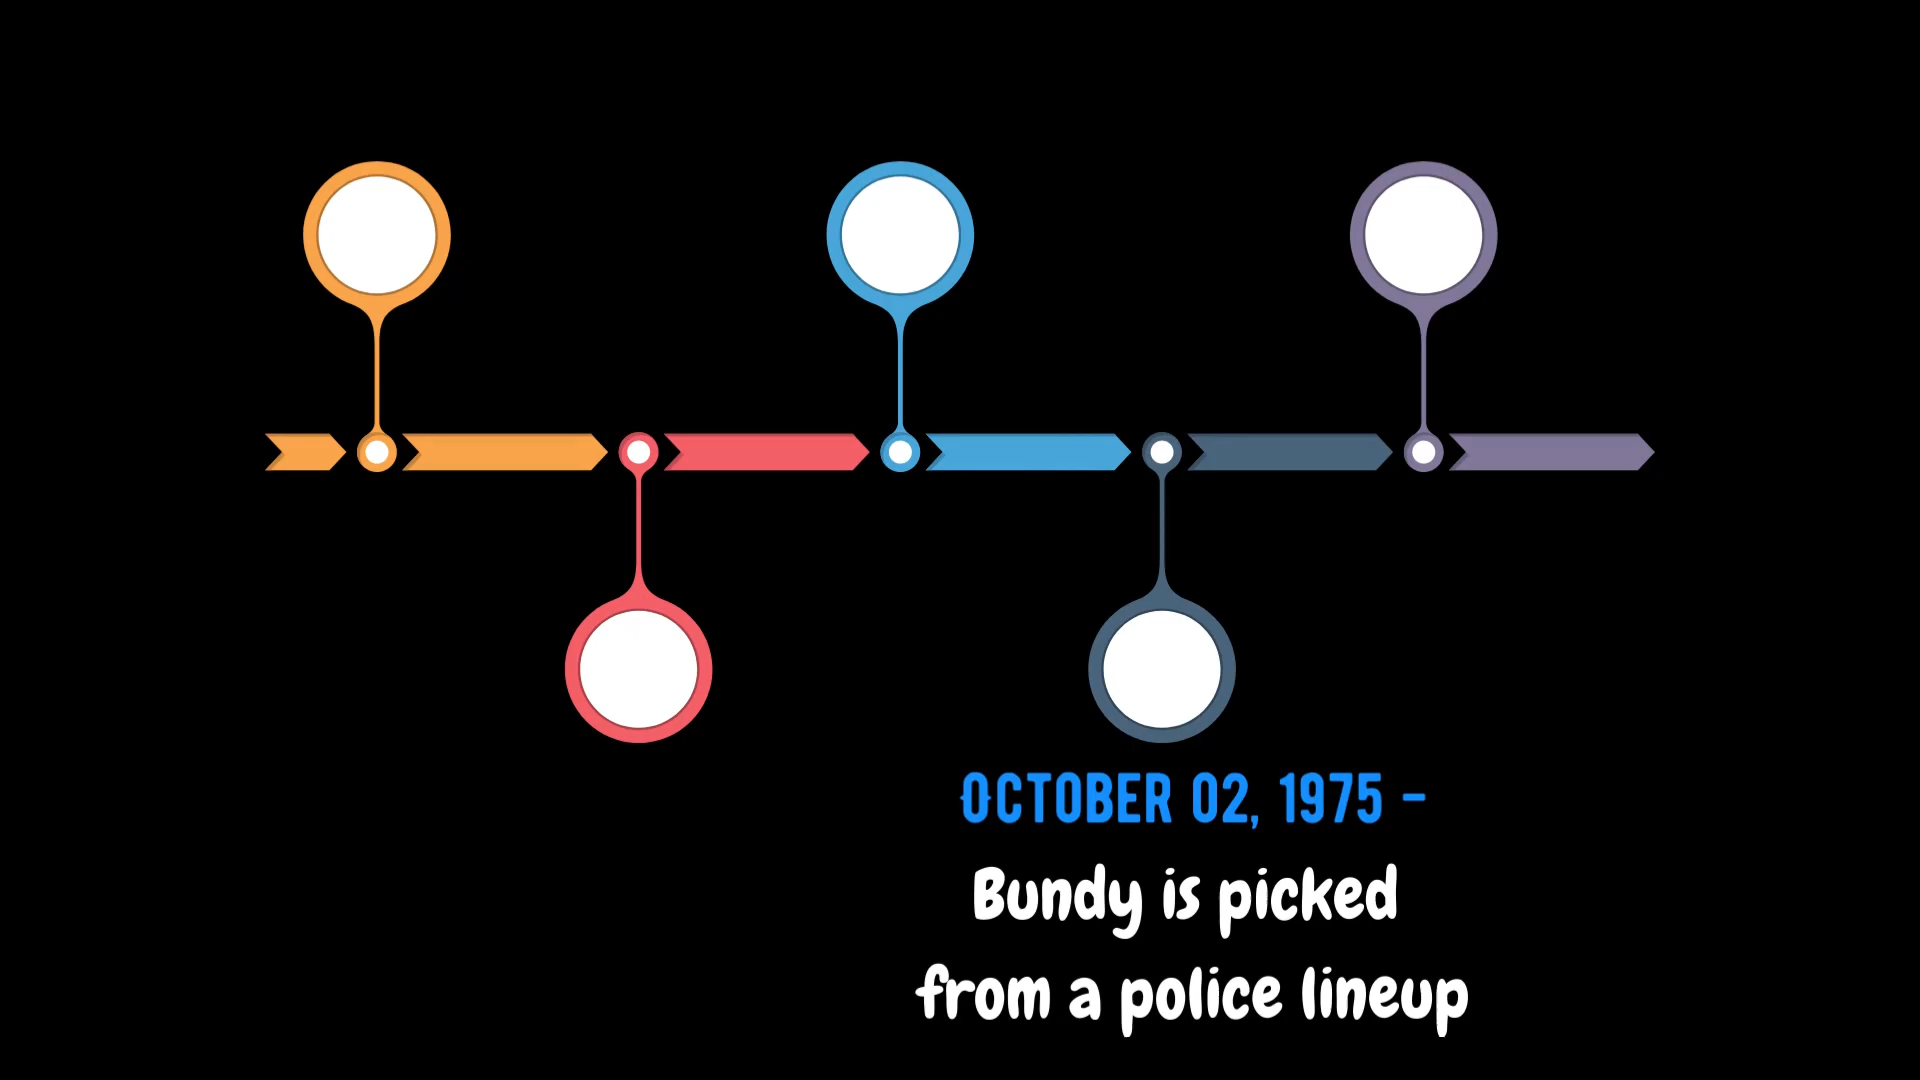 OCTOBER 02, 1975 -
Bundy is picked
from a police lineup